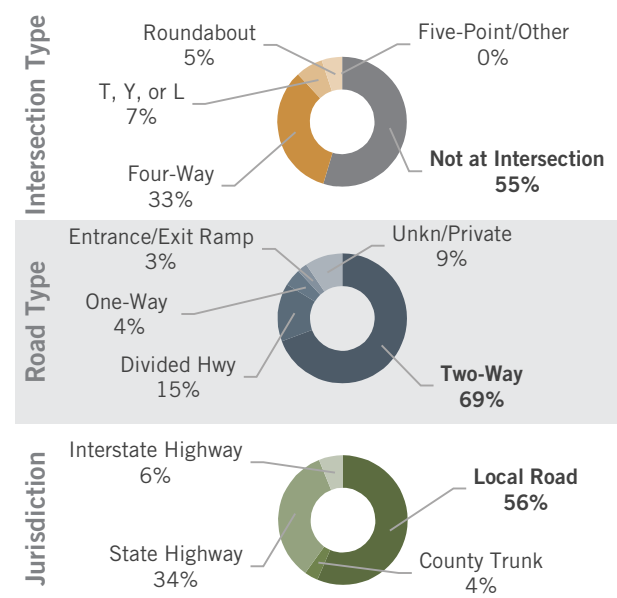 Intersection Type
Roundabout
5%
Five-Point/Other
0%
T, Y, or L
7%
Not at Intersection
55%
Four-Way
33%
Road Type
Entrance/Exit Ramp
3%
Unkn/Private
9%
One-Way
4%
Divided Hwy
15%
Two-Way
69%
Jurisdiction
Interstate Highway
6%
Local Road
56%
State Highway
34%
County Trunk
4%